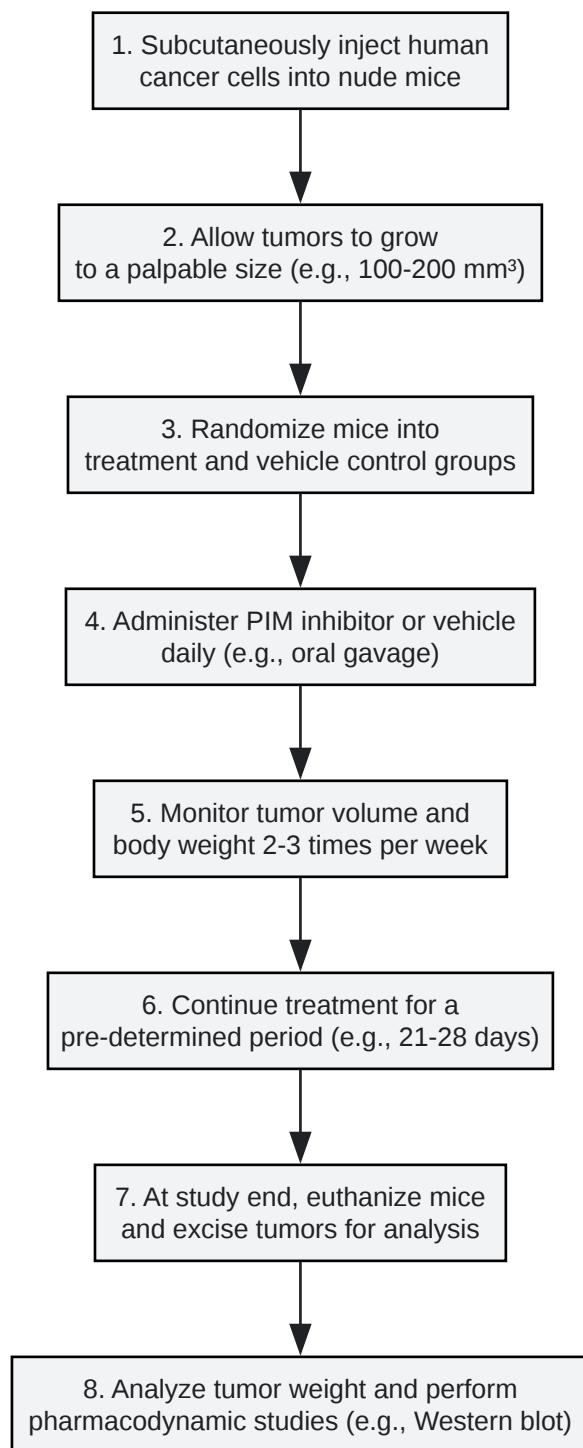 1. Subcutaneously inject human
cancer cells into nude mice
2. Allow tumors to grow
to a palpable size (e.g., 100-200 mm³)
3. Randomize mice into
treatment and vehicle control groups
4. Administer PIM inhibitor or vehicle
daily (e.g., oral gavage)
5. Monitor tumor volume and
body weight 2-3 times per week
6. Continue treatment for a
pre-determined period (e.g., 21-28 days)
7. At study end, euthanize mice
and excise tumors for analysis
8. Analyze tumor weight and perform
pharmacodynamic studies (e.g., Western blot)